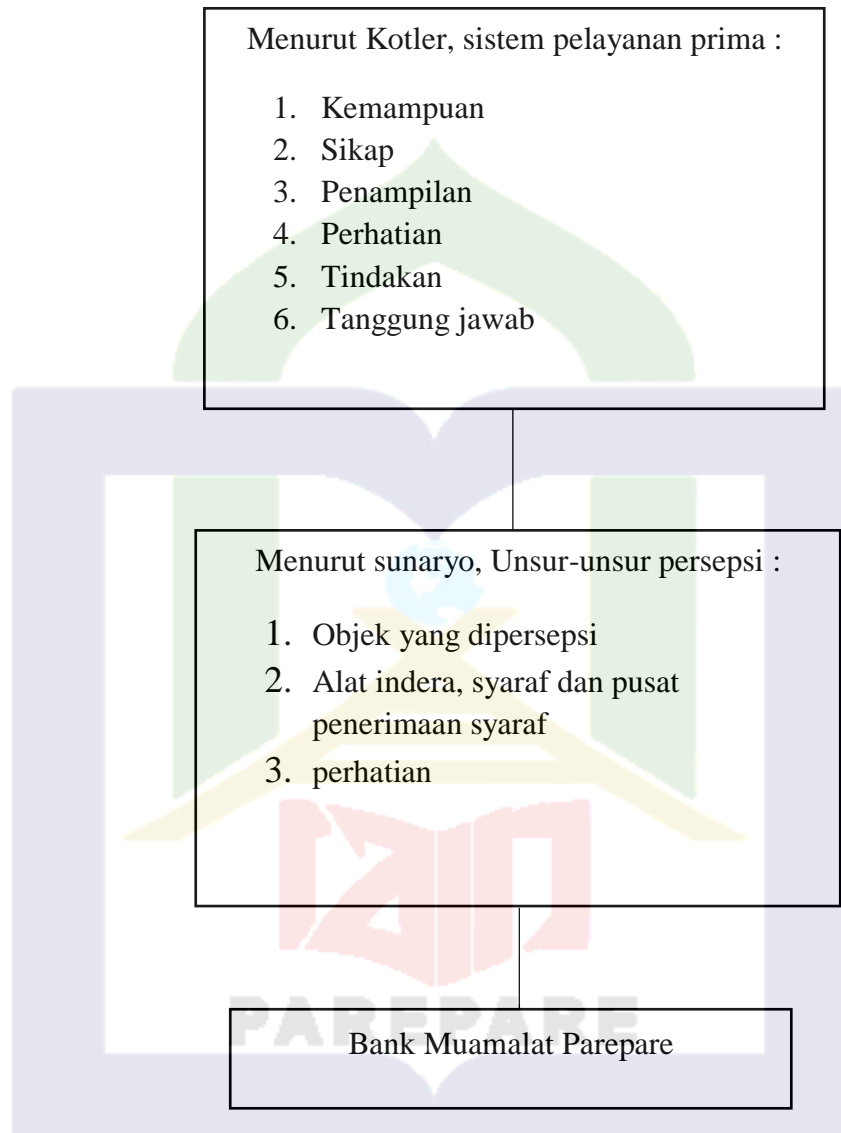 Menurut Kotler, sistem pelayanan prima :
1. Kemampuan
2. Sikap
3. Penampilan
4. Perhatian
5. Tindakan
6. Tanggung jawab
Menurut sunaryo, Unsur-unsur persepsi :
1. Objek yang dipersepsi
2. Alat indera, syaraf dan pusat
penerimaan syaraf
3. perhatian
PAREPARE
Bank Muamalat Parepare